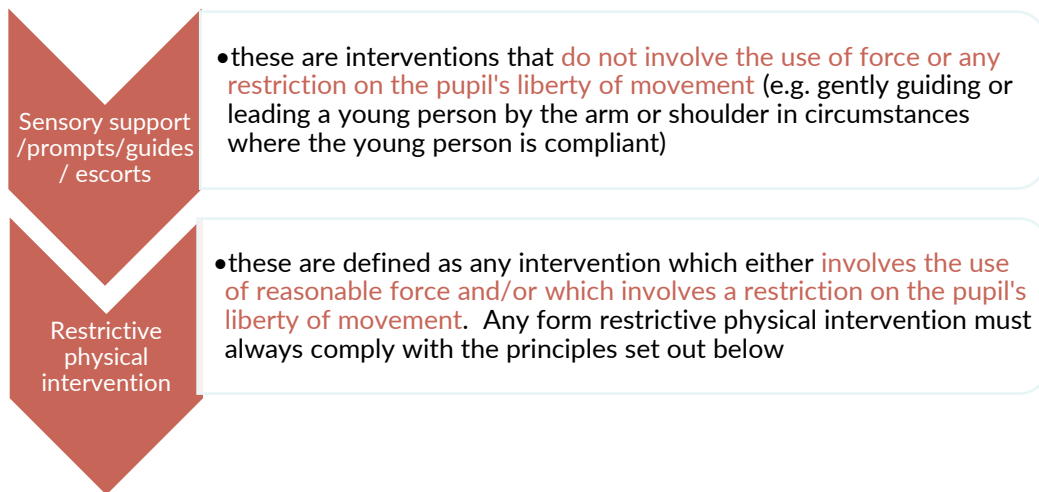 Sensory support
/prompts/guides
/ escorts
•these are interventions that do not involve the use of force or any
restriction on the pupil's liberty of movement (e.g. gently guiding or
leading a young person by the arm or shoulder in circumstances
where the young person is compliant)
Restrictive
physical
intervention
•these are defined as any intervention which either involves the use
of reasonable force and/or which involves a restriction on the pupil's
liberty of movement.  Any form restrictive physical intervention must
always comply with the principles set out below